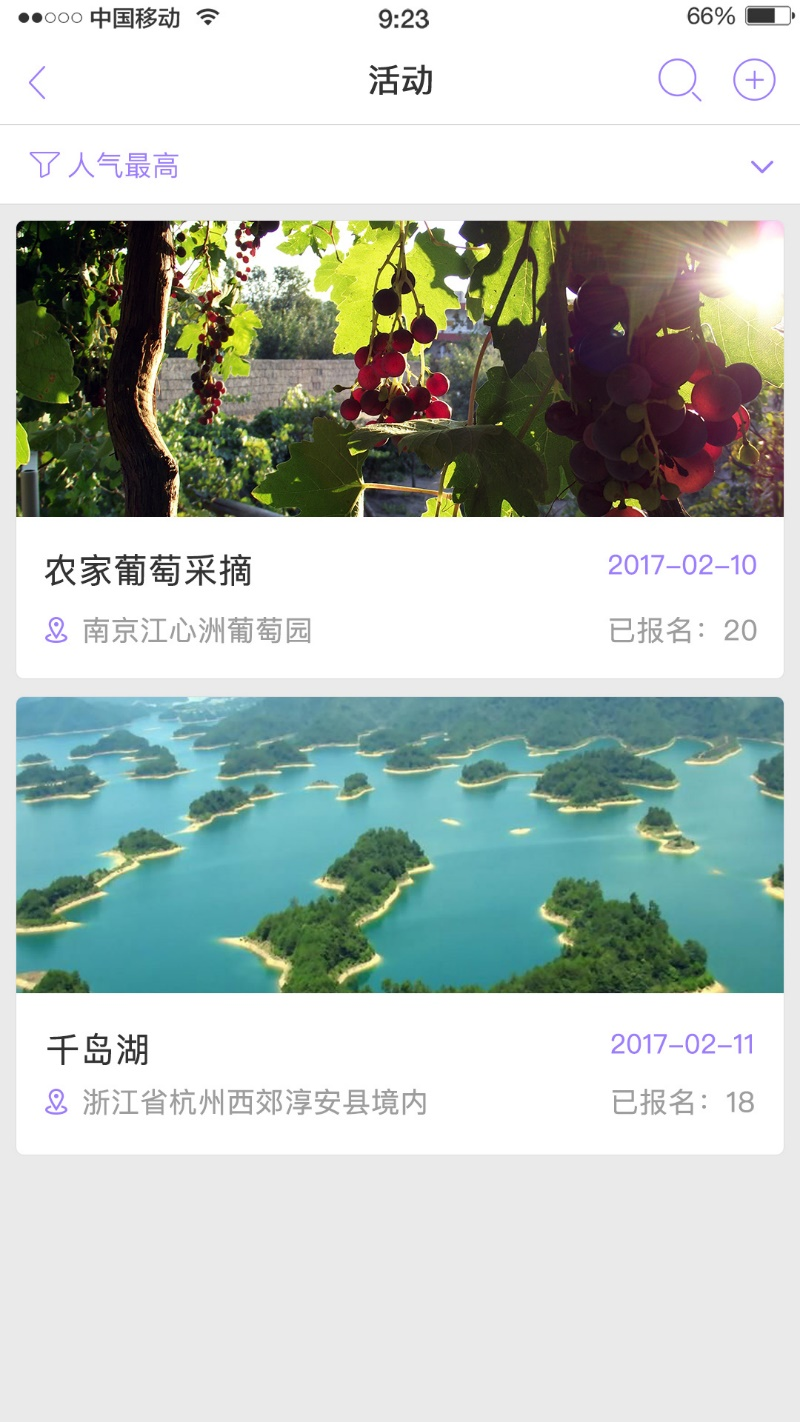 中国移动 9:23 66%
活动
人气最高
农家葡萄采摘 2017-02-10
南京江心洲葡萄园 已报名：20
千岛湖 2017-02-11
浙江省杭州西郊淳安县境内 已报名：18